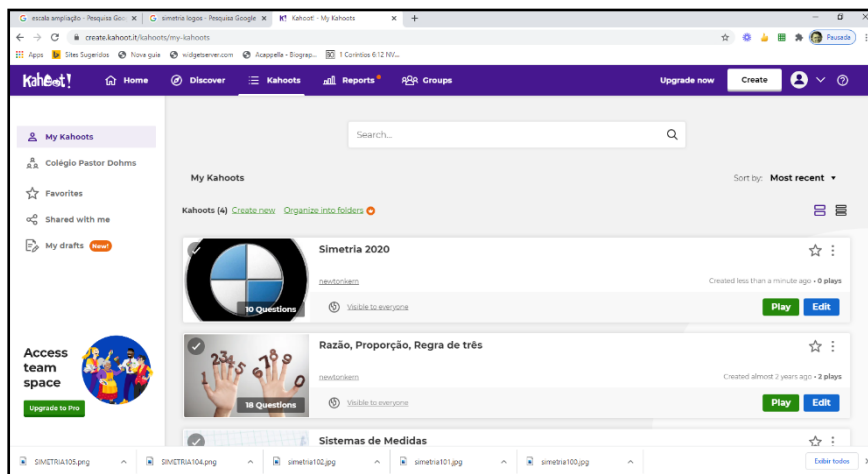 escala ampliação - Pesquisa Goo
simetria logos - Pesquisa Google
K! Kahoot! - My Kahoots
create.kahoot.it/kahoots/my-kahoots
Pausada
Apps
Sites Sugeridos
Nova guia
widgetserver.com
Acappella - Biograp...
1 Coríntios 6:12 NV...
Kahoot!
Home
Discover
Kahoots
Reports
Groups
Upgrade now
Create
My Kahoots
Colégio Pastor Dohms
Favorites
Shared with me
My drafts New!
Access
team
space
Upgrade to Pro
Search...
My Kahoots
Sort by: Most recent
Kahoots (4) Create new Organize into folders
Simetria 2020
newtonkern
Created less than a minute ago • 0 plays
10 Questions
Visible to everyone
Play
Edit
Razão, Proporção, Regra de três
newtonkern
Created almost 2 years ago • 2 plays
18 Questions
Visible to everyone
Play
Edit
Sistemas de Medidas
SIMETRIA105.png
SIMETRIA104.png
simetria102.jpg
simetria101.jpg
simetria100.jpg
Exibir todos